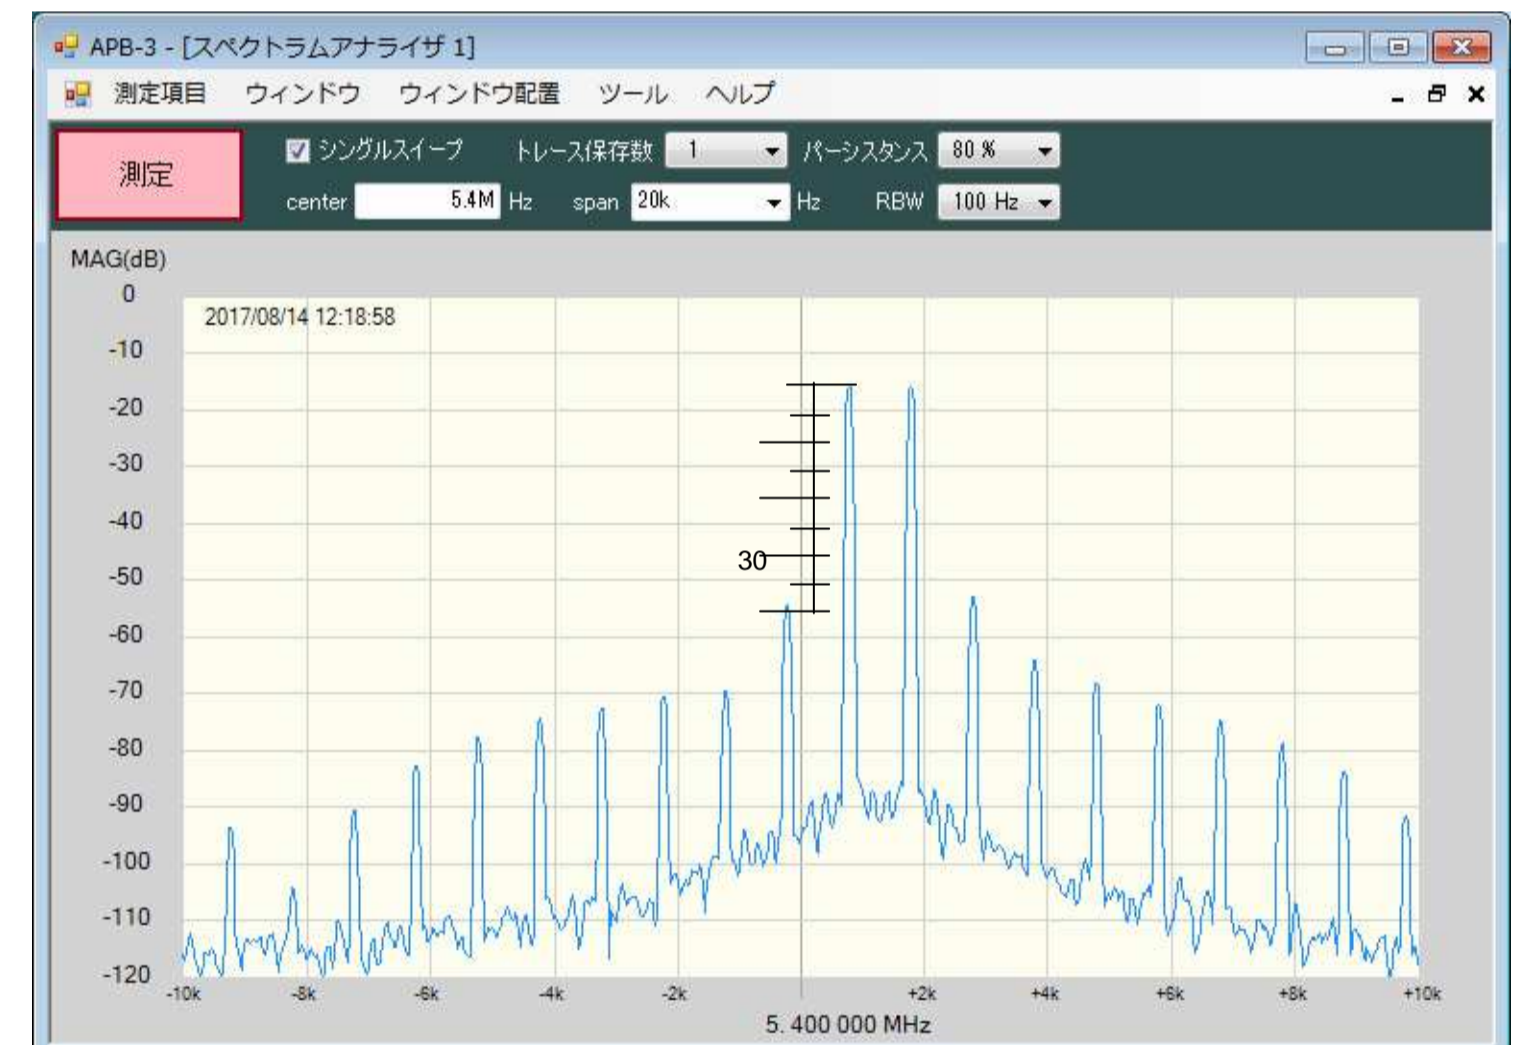 APB-3 - [スペクトラムアナライザ 1]
測定項目 ウィンドウ ウィンドウ配置 ツール ヘルプ
測定 シングルスイープ トレース保存数 1 パーシスタンス 80 %
center 5.4M Hz span 20k Hz RBW 100 Hz
MAG(dB)
0
2017/08/14 12:18:58
-10
-20
-30
-40
30
-50
-60
-70
-80
-90
-100
-110
-120
-10k -8k -6k -4k -2k +2k +4k +6k +8k +10k
5. 400 000 MHz